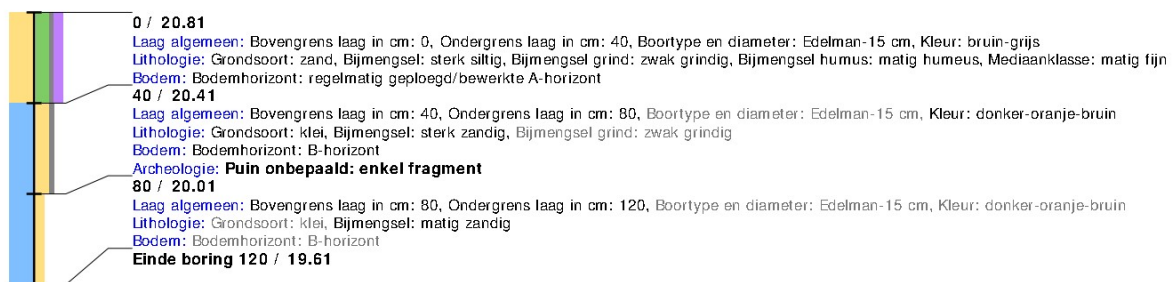 0 / 20.81
Laag algemeen: Bovengrens laag in cm: 0, Ondergrens laag in cm: 40, Boortype en diameter: Edelman-15 cm, Kleur: bruin-grijs
Lithologie: Grondsoort: zand, Bijmengsel: sterk siltig, Bijmengsel grind: zwak grindig, Bijmengsel humus: matig humeus, Mediaanklasse: matig fijn
Bodem: Bodemhorizont: regelmatig geploegd/bewerkte A-horizont
40 / 20.41
Laag algemeen: Bovengrens laag in cm: 40, Ondergrens laag in cm: 80, Boortype en diameter: Edelman-15 cm, Kleur: donker-oranje-bruin
Lithologie: Grondsoort: klei, Bijmengsel: sterk zandig, Bijmengsel grind: zwak grindig
Bodem: Bodemhorizont: B-horizont
Archeologie: Puin onbepaald: enkel fragment
80 / 20.01
Laag algemeen: Bovengrens laag in cm: 80, Ondergrens laag in cm: 120, Boortype en diameter: Edelman-15 cm, Kleur: donker-oranje-bruin
Lithologie: Grondsoort: klei, Bijmengsel: matig zandig
Bodem: Bodemhorizont: B-horizont
Einde boring 120 / 19.61